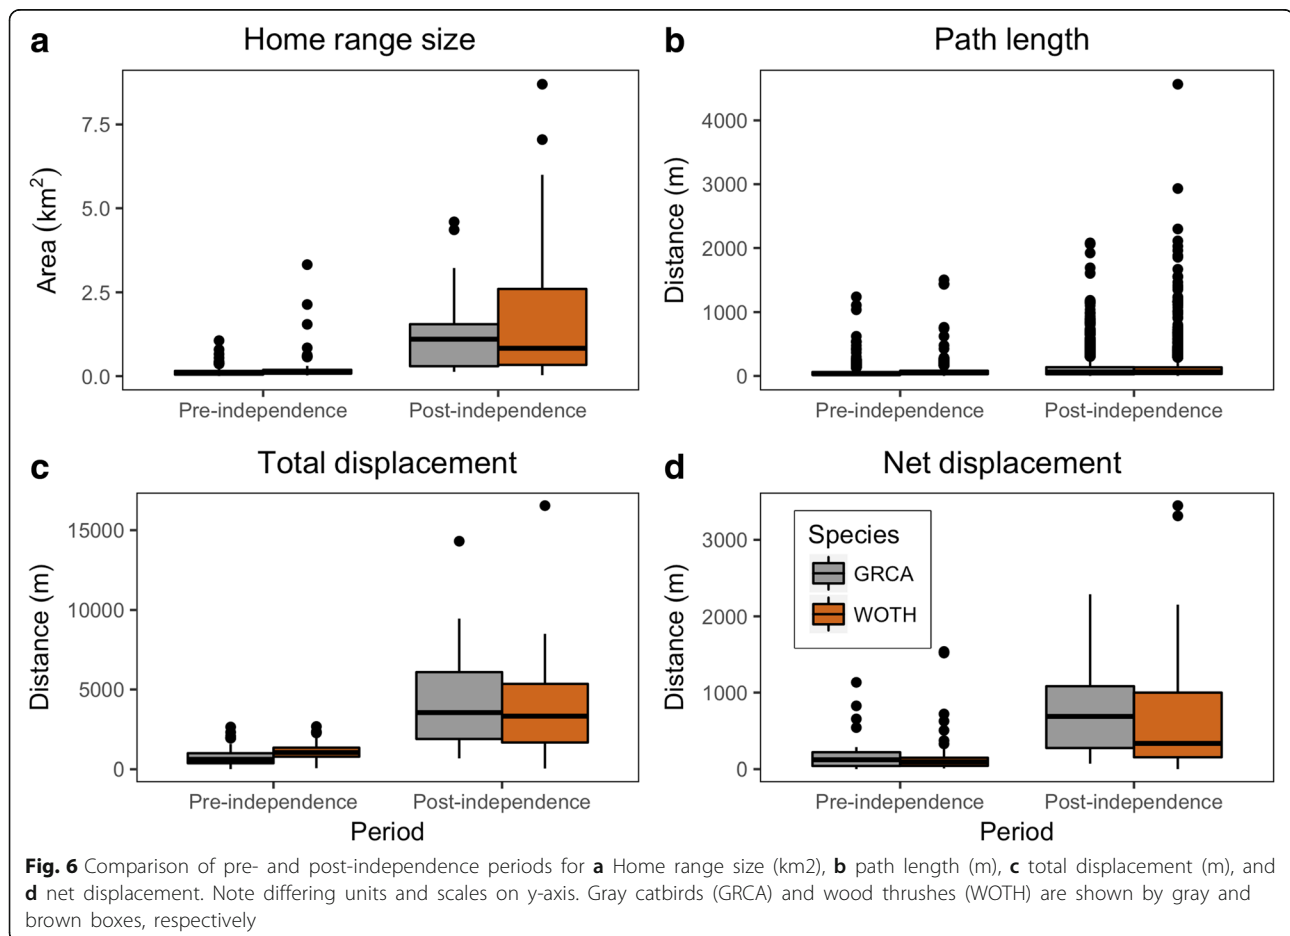 a
Home range size
Area (km2)
7.5
5.0
2.5
0.0
Pre-independence
Post-independence
b
Path length
Distance (m)
4000
3000
2000
1000
0
Pre-independence
Post-independence
c
Total displacement
Distance (m)
15000
10000
5000
0
Pre-independence
Post-independence
Period
d
Net displacement
Distance (m)
3000
2000
1000
0
Species
GRCA
WOTH
Pre-independence
Post-independence
Period
Fig. 6 Comparison of pre- and post-independence periods for a Home range size (km2), b path length (m), c total displacement (m), and
d net displacement. Note differing units and scales on y-axis. Gray catbirds (GRCA) and wood thrushes (WOTH) are shown by gray and
brown boxes, respectively